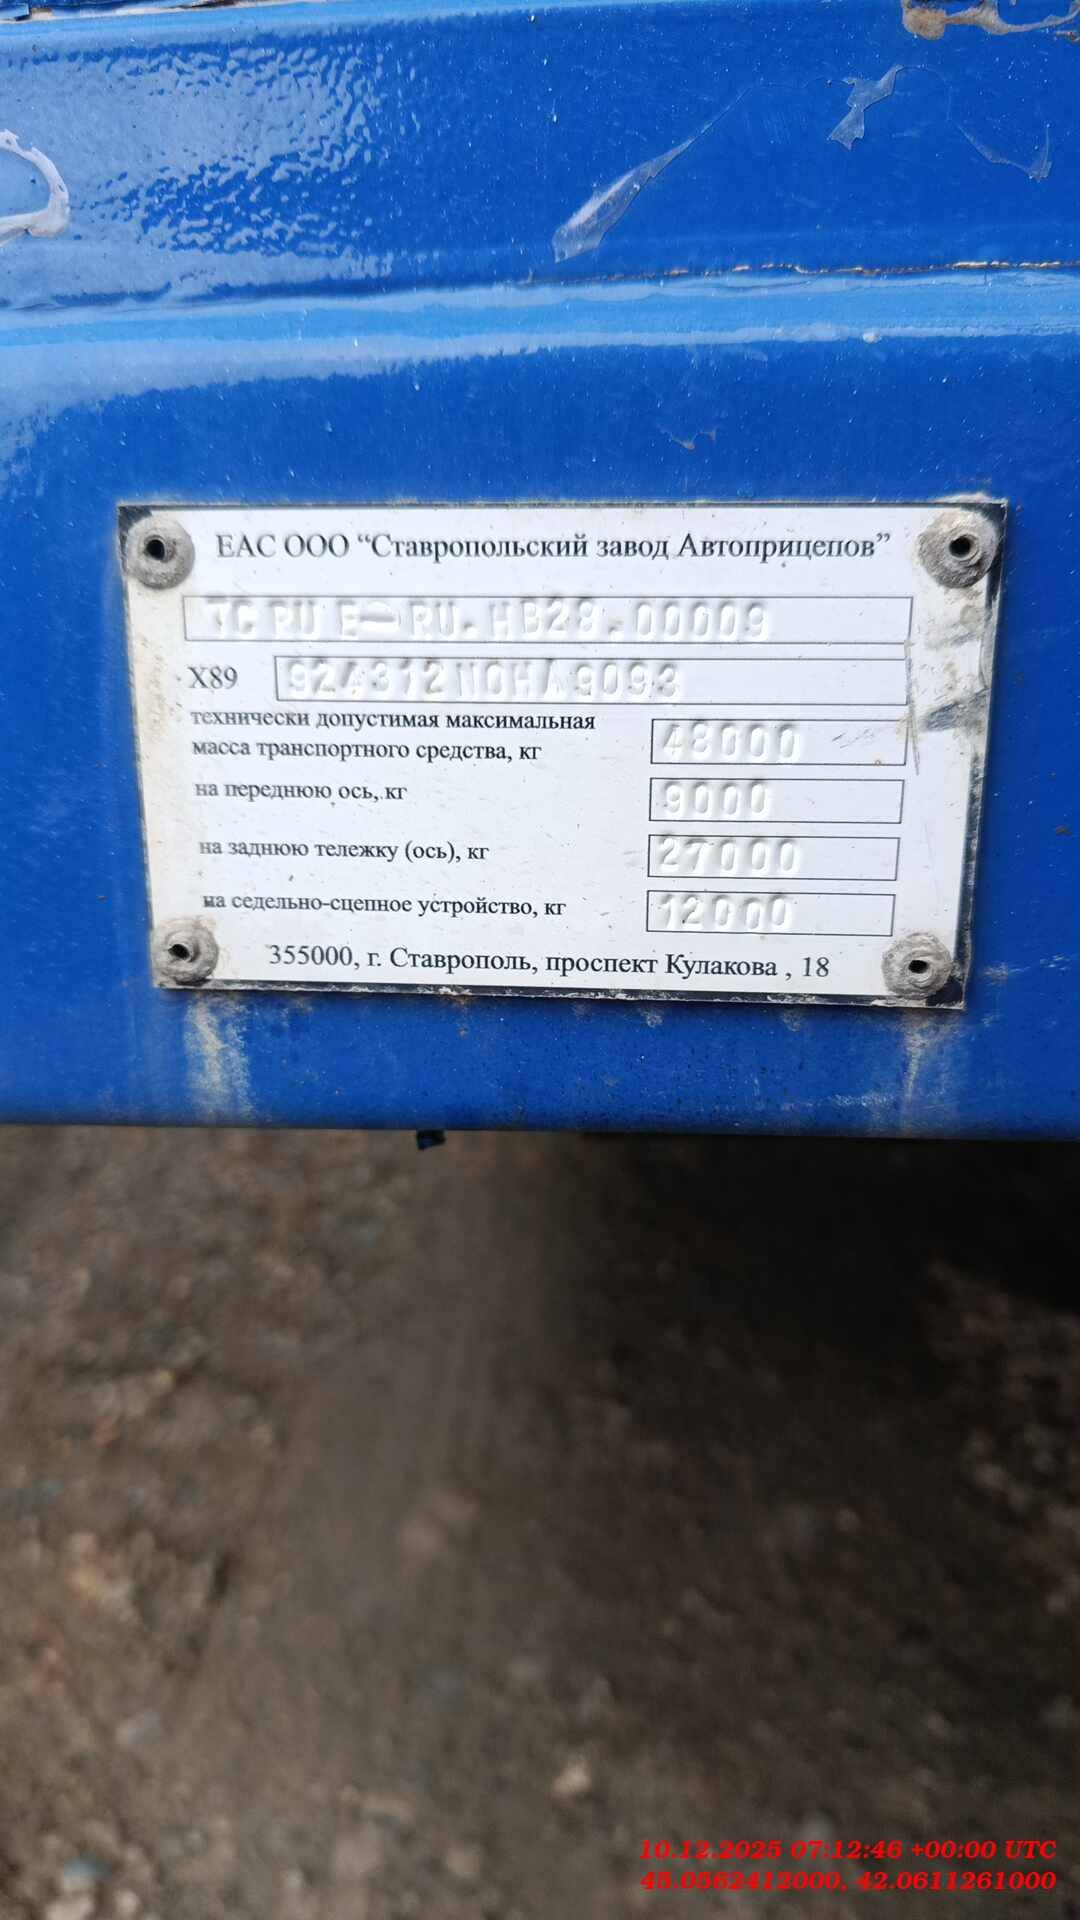 ЕАС ООО “Ставропольский завод Автоприцепов”
ТС RU Е-RU.НВ28.00009
Х89 924312N0HA9093
технически допустимая максимальная
масса транспортного средства, кг 48000
на переднюю ось, кг 9000
на заднюю тележку (ось), кг 27000
на седельно-сцепное устройство, кг 12000
355000, г. Ставрополь, проспект Кулакова , 18
10.12.2025 07:12:46 +00:00 UTC
45.0562412000, 42.0611261000